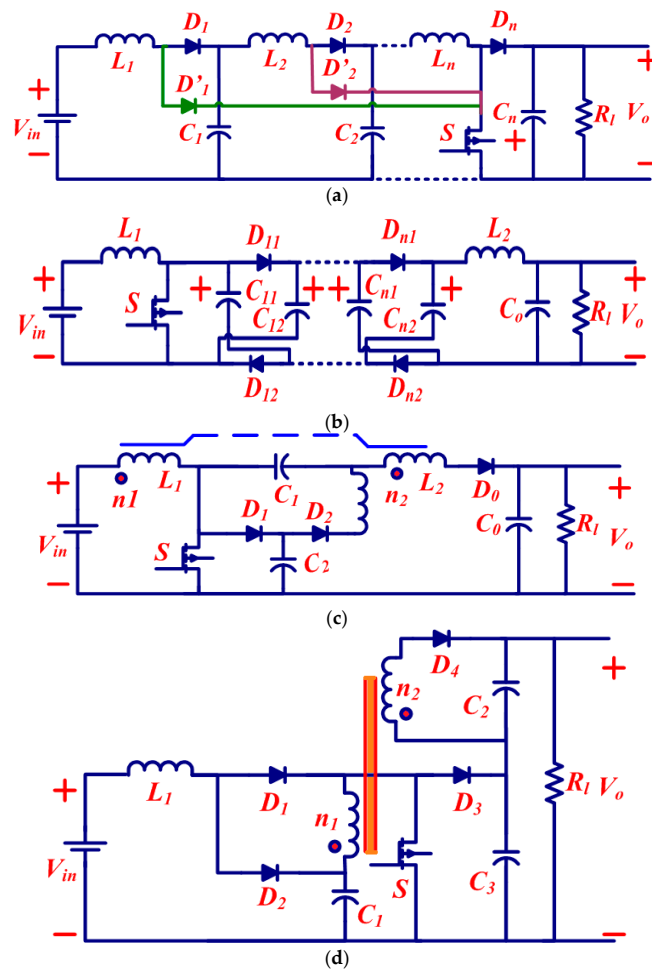 D1 D2 Dn
+ L1 L2 Ln +
D'1 D'2
Vin C1 C2 S Cn Rl Vo
− + −
(a)
L1 D11 Dn1 L2
+ + + + + +
S C11 C12 Cn1 Cn2 Co Rl Vo
Vin
− D12 Dn2 −
(b)
+ n1 L1 C1 n2 L2 D0 +
Vin S D1 D2 C2 C0 Rl Vo
− −
(c)
D4 +
n2 C2
+ L1 D1 D3 Rl Vo
n1
Vin D2 C1 S C3
− −
(d)